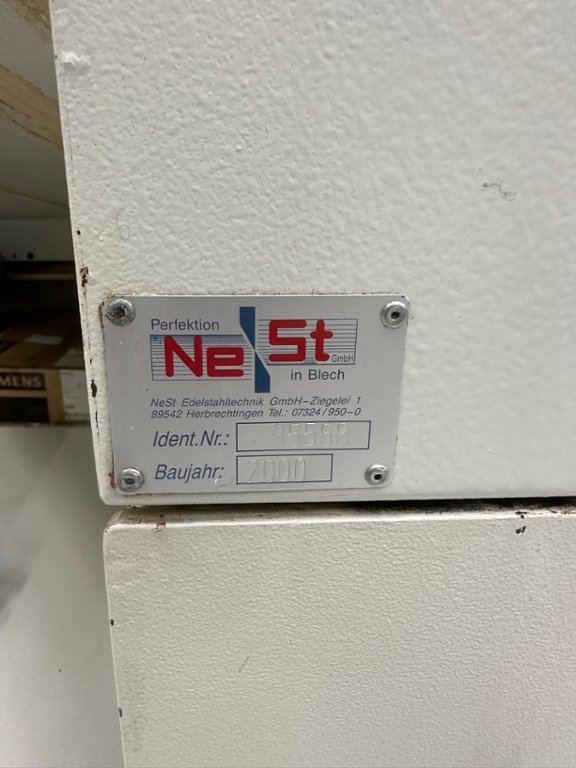 Perfektion
NeSt GmbH
in Blech
NeSt Edelstahltechnik GmbH-Ziegelei 1
89542 Herbrechtingen Tel.: 07324/950-0
Ident.Nr.: 95568
Baujahr: 2000